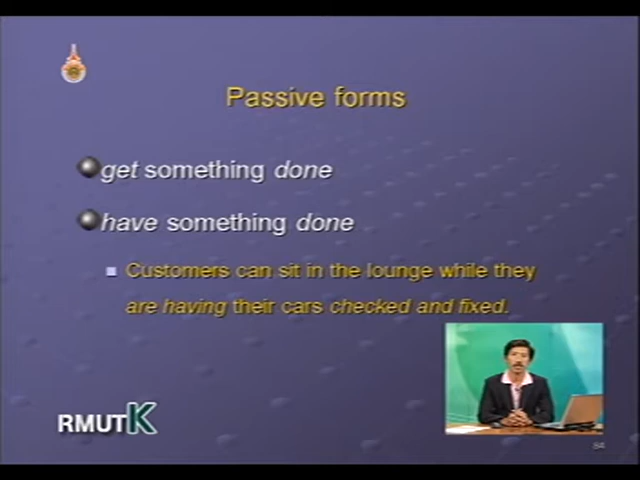 Passive forms
get something done
have something done
Customers can sit in the lounge while they
are having their cars checked and fixed.
RMUTK
84